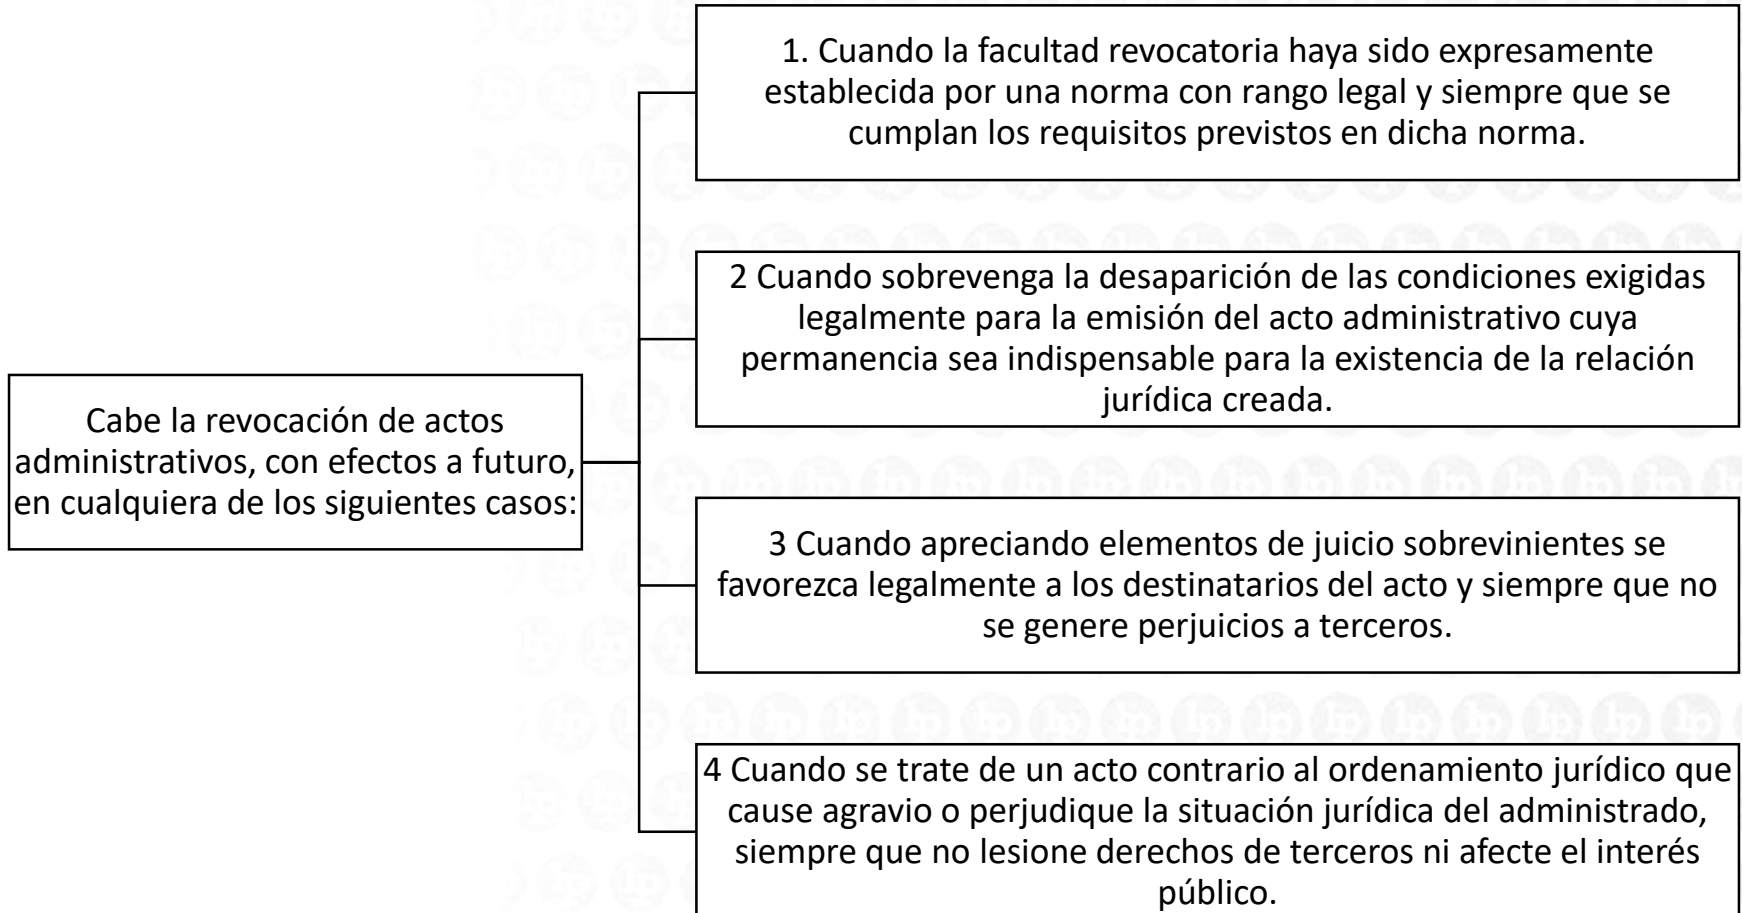 Cabe la revocación de actos
administrativos, con efectos a futuro,
en cualquiera de los siguientes casos:
1. Cuando la facultad revocatoria haya sido expresamente
establecida por una norma con rango legal y siempre que se
cumplan los requisitos previstos en dicha norma.
2 Cuando sobrevenga la desaparición de las condiciones exigidas
legalmente para la emisión del acto administrativo cuya
permanencia sea indispensable para la existencia de la relación
jurídica creada.
3 Cuando apreciando elementos de juicio sobrevinientes se
favorezca legalmente a los destinatarios del acto y siempre que no
se genere perjuicios a terceros.
4 Cuando se trate de un acto contrario al ordenamiento jurídico que
cause agravio o perjudique la situación jurídica del administrado,
siempre que no lesione derechos de terceros ni afecte el interés
público.